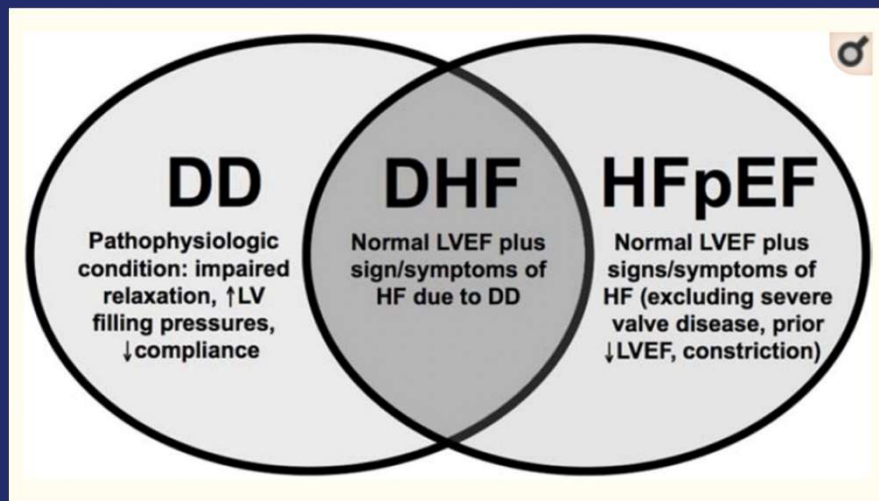 DD
Pathophysiologic
condition: impaired
relaxation, ↑LV
filling pressures,
↓compliance
DHF
Normal LVEF plus
sign/symptoms of
HF due to DD
HFpEF
Normal LVEF plus
signs/symptoms of
HF (excluding severe
valve disease, prior
↓LVEF, constriction)